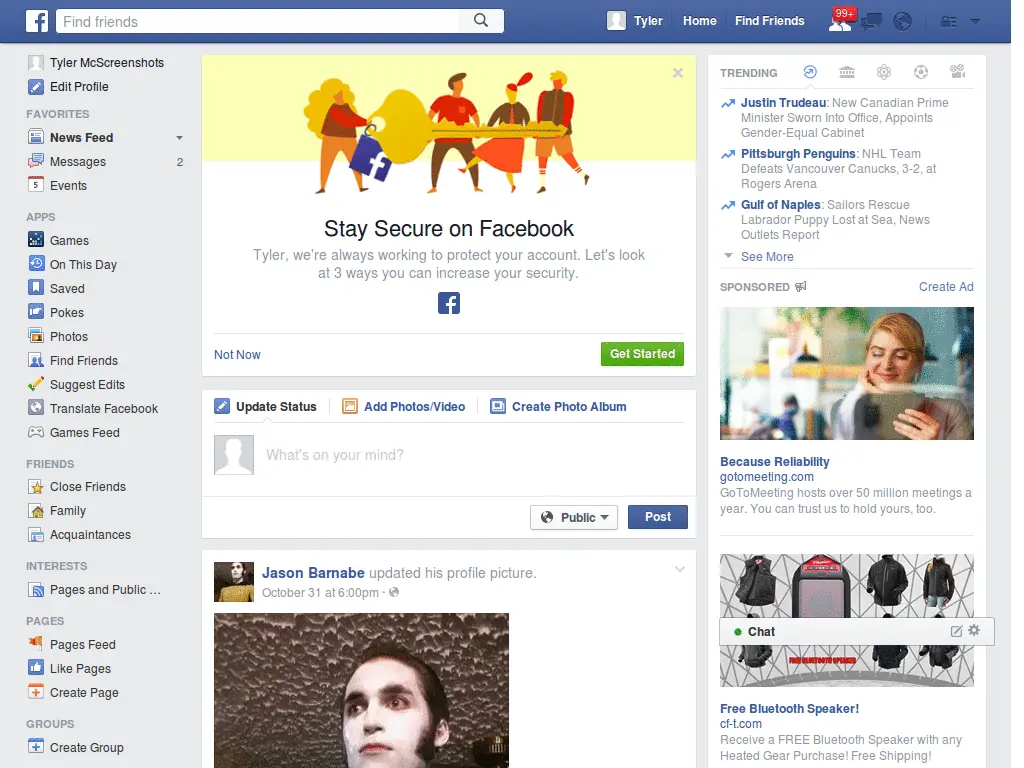 Find friends
Tyler
Home
Find Friends
99+
Tyler McScreenshots
Edit Profile
FAVORITES
News Feed
Messages 2
5 Events
APPS
Games
On This Day
Saved
Pokes
Photos
Find Friends
Suggest Edits
Translate Facebook
Games Feed
FRIENDS
Close Friends
Family
Acquaintances
INTERESTS
Pages and Public ...
PAGES
Pages Feed
Like Pages
Create Page
GROUPS
Create Group
Stay Secure on Facebook
Tyler, we're always working to protect your account. Let's look
at 3 ways you can increase your security.
Not Now
Get Started
Update Status
Add Photos/Video
Create Photo Album
What's on your mind?
Public
Post
Jason Barnabe updated his profile picture.
October 31 at 6:00pm ·
TRENDING
Justin Trudeau: New Canadian Prime
Minister Sworn Into Office, Appoints
Gender-Equal Cabinet
Pittsburgh Penguins: NHL Team
Defeats Vancouver Canucks, 3-2, at
Rogers Arena
Gulf of Naples: Sailors Rescue
Labrador Puppy Lost at Sea, News
Outlets Report
See More
SPONSORED
Create Ad
Because Reliability
gotomeeting.com
GoToMeeting hosts over 50 million meetings a
year. You can trust us to hold yours, too.
Chat
FREE BLUETOOTH SPEAKER
Free Bluetooth Speaker!
cf-t.com
Receive a FREE Bluetooth Speaker with any
Heated Gear Purchase! Free Shipping!